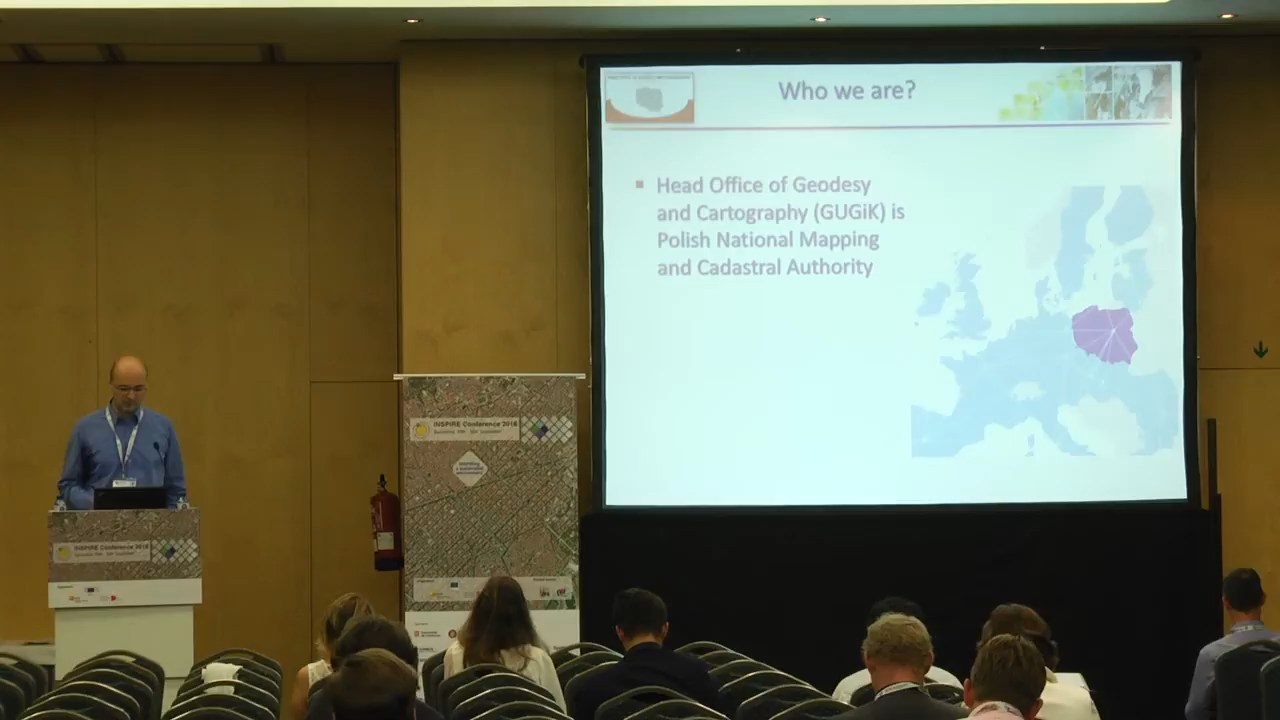 Who we are?
Head Office of Geodesy
and Cartography (GUGiK) is
Polish National Mapping
and Cadastral Authority
INSPIRE Conference 2018
INSPIRE Conference 2018